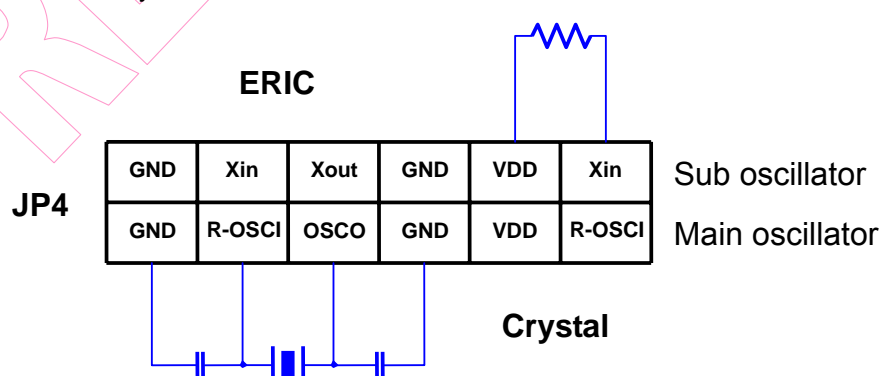 ERIC
JP4
GND Xin Xout GND VDD Xin Sub oscillator
GND R-OSCI OSCO GND VDD R-OSCI Main oscillator
Crystal